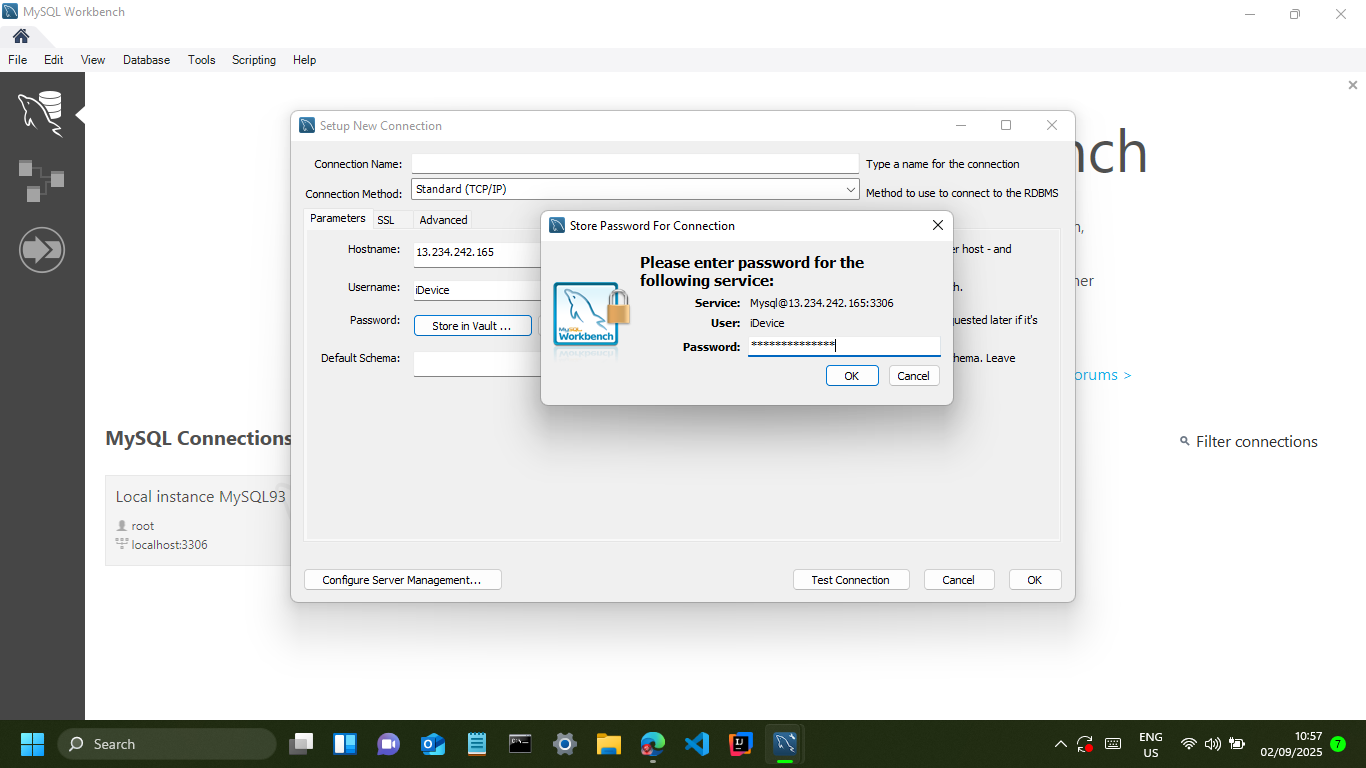 MySQL Workbench
File Edit View Database Tools Scripting Help
nch
Setup New Connection
Connection Name: Type a name for the connection
Connection Method: Standard (TCP/IP) Method to use to connect to the RDBMS
Parameters SSL Advanced
Hostname: 13.234.242.165 er host - and
Username: iDevice h.
Password: Store in Vault ... quested later if it's
Default Schema: hema. Leave
Store Password For Connection
Please enter password for the
following service:
Service: Mysql@13.234.242.165:3306
User: iDevice
Password: **************
MySQL
Workbench
OK Cancel
n,
her
orums >
MySQL Connections
Filter connections
Local instance MySQL93
root
localhost:3306
Configure Server Management... Test Connection Cancel OK
Search
ENG
US
10:57
02/09/2025
7